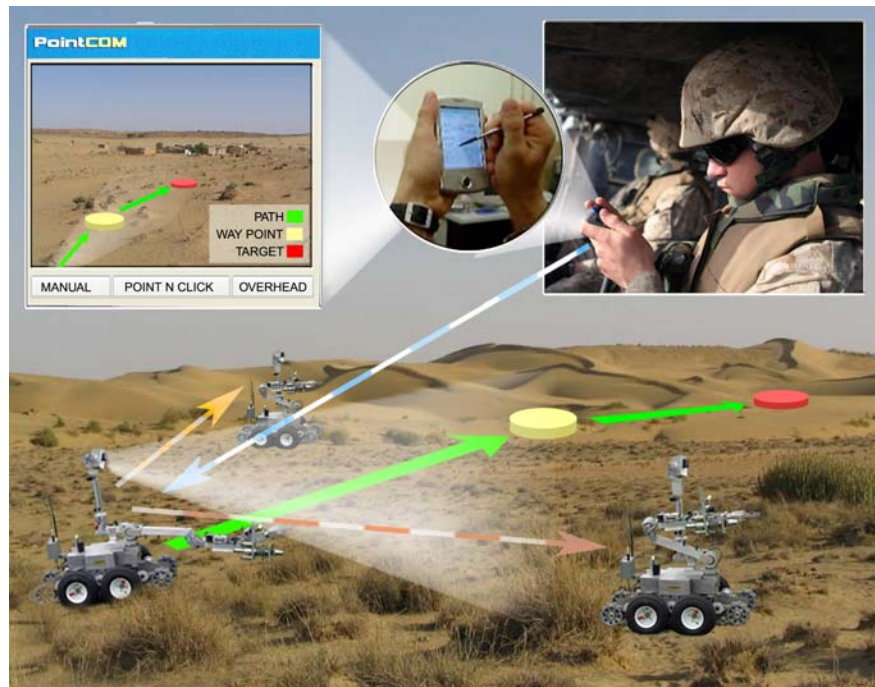 PointCOM
PATH
WAY POINT
TARGET
MANUAL
POINT N CLICK
OVERHEAD